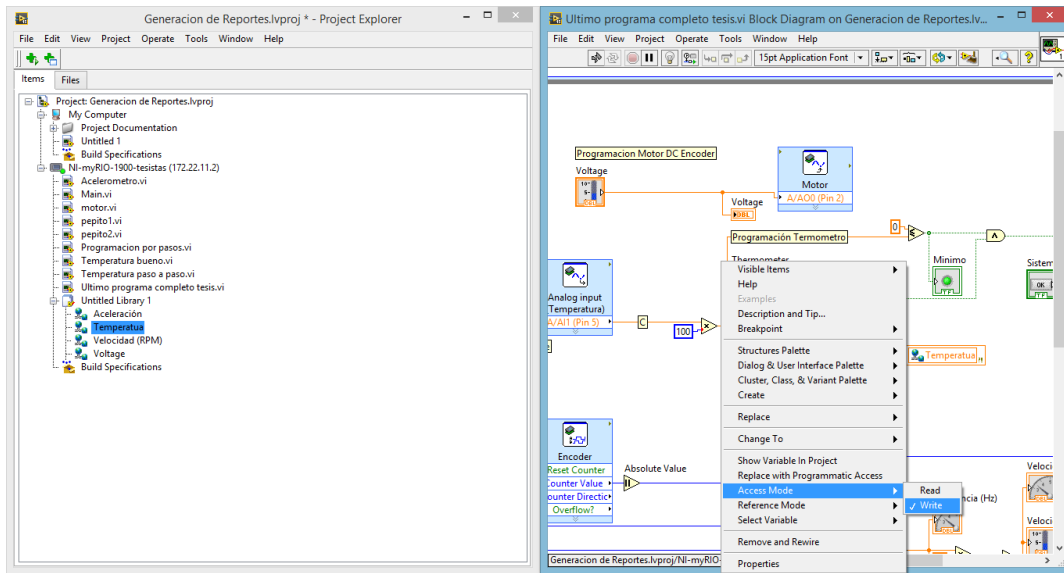 Generacion de Reportes.lvproj * - Project Explorer
File Edit View Project Operate Tools Window Help
Items Files
Project: Generacion de Reportes.lvproj
My Computer
Project Documentation
Untitled 1
Build Specifications
NI-myRIO-1900-tesistas (172.22.11.2)
Acelerometro.vi
Main.vi
motor.vi
pepito1.vi
pepito2.vi
Programacion por pasos.vi
Temperatura bueno.vi
Temperatura paso a paso.vi
Ultimo programa completo tesis.vi
Untitled Library 1
Aceleración
Temperatua
Velocidad (RPM)
Voltage
Build Specifications
Ultimo programa completo tesis.vi Block Diagram on Generacion de Reportes.lv...
File Edit View Project Operate Tools Window Help
15pt Application Font
Programacion Motor DC Encoder
Voltage
Motor
A/AO0 (Pin 2)
Voltage
DBL
Programación Termometro
0
Thermometer
Minimo
TF
Sistem
OK
TF
Analog input
(Temperatura)
A/AI1 (Pin 5)
C
100
Temperatua
Encoder
Reset Counter
Counter Value
Counter Directio
Overflow?
Absolute Value
Visible Items
Help
Examples
Description and Tip...
Breakpoint
Structures Palette
Dialog & User Interface Palette
Cluster, Class, & Variant Palette
Create
Replace
Change To
Show Variable In Project
Replace with Programmatic Access
Access Mode
Reference Mode
Select Variable
Remove and Rewire
Properties
Read
Write
ncia (Hz)
DBL
Veloci
Veloci
Generacion de Reportes.lvproj/NI-myRIO-